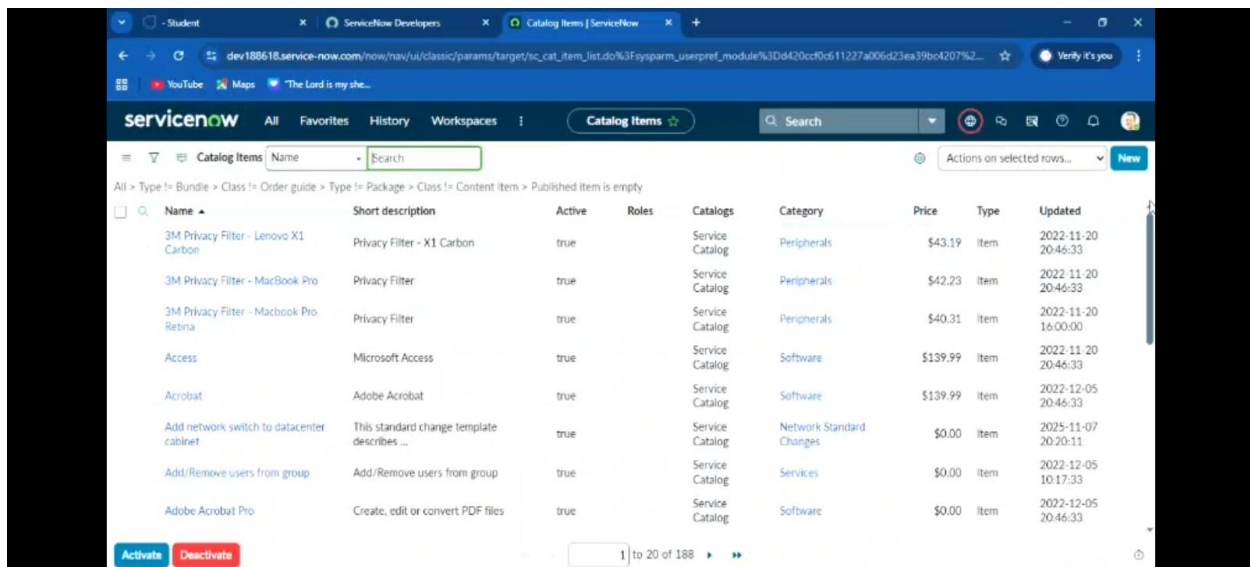 - Student
ServiceNow Developers
Catalog Items | ServiceNow
dev188618.service-now.com/now/nav/ui/classic/params/target/sc_cat_item_list.do%3Fsysparm_userpref_module%3Dd420ccf0c611227a006d23ea39bc4207%2...
Verify it's you
YouTube Maps "The Lord is my she...
servicenow All Favorites History Workspaces Catalog Items Search
Catalog Items Name Search Actions on selected rows... New
All > Type != Bundle > Class != Order guide > Type != Package > Class != Content Item > Published item is empty
Name Short description Active Roles Catalogs Category Price Type Updated
3M Privacy Filter - Lenovo X1 Carbon Privacy Filter - X1 Carbon true Service Catalog Peripherals $43.19 Item 2022-11-20 20:46:33
3M Privacy Filter - MacBook Pro Privacy Filter true Service Catalog Peripherals $42.23 Item 2022-11-20 20:46:33
3M Privacy Filter - Macbook Pro Retina Privacy Filter true Service Catalog Peripherals $40.31 Item 2022-11-20 16:00:00
Access Microsoft Access true Service Catalog Software $139.99 Item 2022-11-20 20:46:33
Acrobat Adobe Acrobat true Service Catalog Software $139.99 Item 2022-12-05 20:46:33
Add network switch to datacenter cabinet This standard change template describes ... true Service Catalog Network Standard Changes $0.00 Item 2025-11-07 20:20:11
Add/Remove users from group Add/Remove users from group true Service Catalog Services $0.00 Item 2022-12-05 10:17:33
Adobe Acrobat Pro Create, edit or convert PDF files true Service Catalog Software $0.00 Item 2022-12-05 20:46:33
Activate Deactivate 1 to 20 of 188